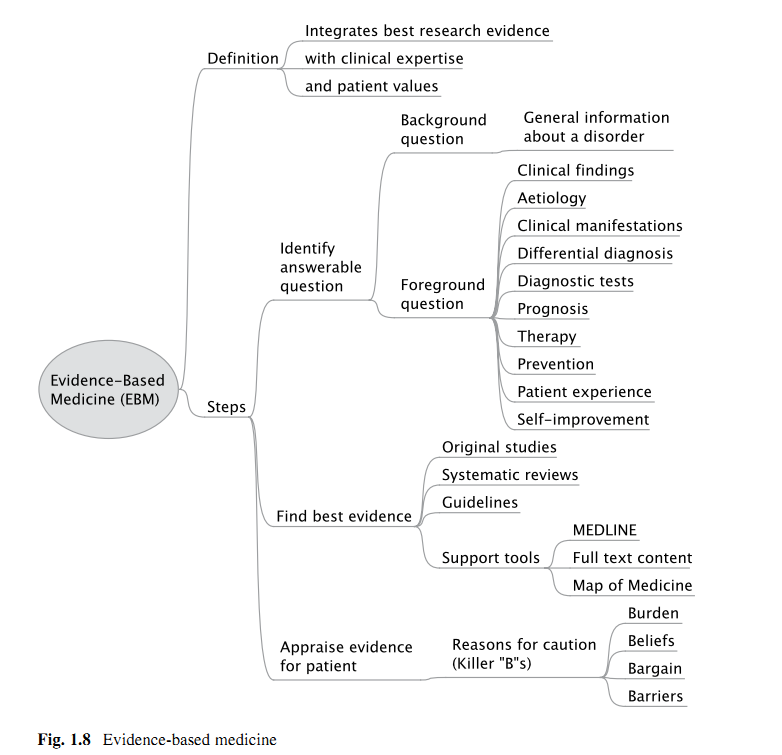 Evidence-Based
Medicine (EBM)
Definition
Integrates best research evidence
with clinical expertise
and patient values
Steps
Identify
answerable
question
Background
question
General information
about a disorder
Foreground
question
Clinical findings
Aetiology
Clinical manifestations
Differential diagnosis
Diagnostic tests
Prognosis
Therapy
Prevention
Patient experience
Self-improvement
Find best evidence
Original studies
Systematic reviews
Guidelines
Support tools
MEDLINE
Full text content
Map of Medicine
Appraise evidence
for patient
Reasons for caution
(Killer "B"s)
Burden
Beliefs
Bargain
Barriers
Fig. 1.8 Evidence-based medicine